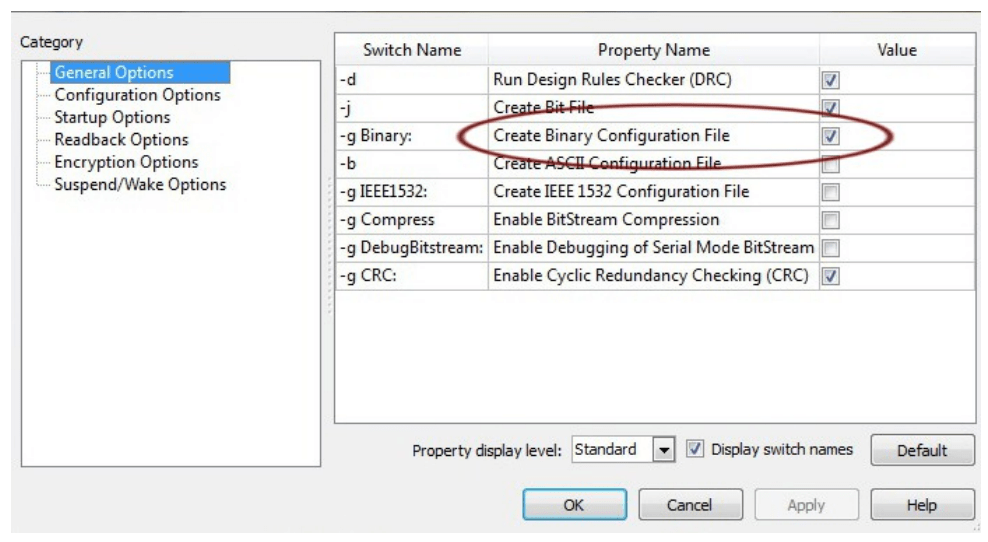 Category
General Options
Configuration Options
Startup Options
Readback Options
Encryption Options
Suspend/Wake Options
Switch Name Property Name Value
-d Run Design Rules Checker (DRC)
-j Create Bit File
-g Binary: Create Binary Configuration File
-b Create ASCII Configuration File
-g IEEE1532: Create IEEE 1532 Configuration File
-g Compress Enable BitStream Compression
-g DebugBitstream: Enable Debugging of Serial Mode BitStream
-g CRC: Enable Cyclic Redundancy Checking (CRC)
Property display level: Standard Display switch names Default
OK Cancel Apply Help